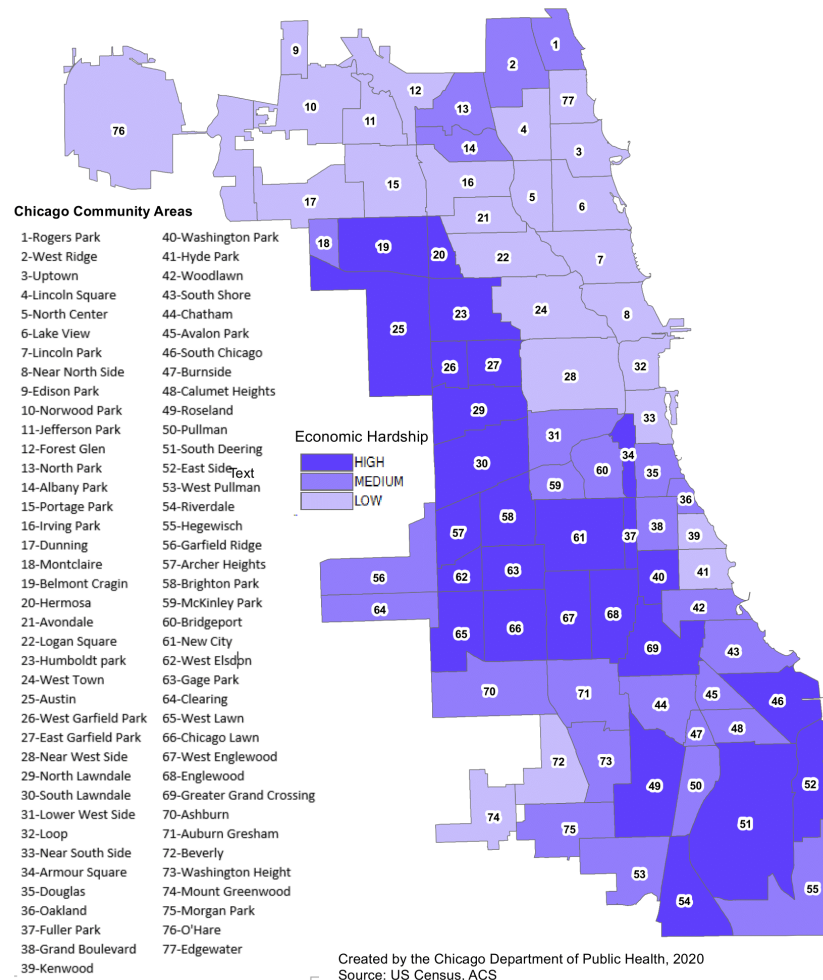 9
1
2
12
10
13
77
11
4
76
14
3
16
15
5
17
6
21
Chicago Community Areas
1-Rogers Park
2-West Ridge
3-Uptown
4-Lincoln Square
5-North Center
6-Lake View
7-Lincoln Park
8-Near North Side
9-Edison Park
10-Norwood Park
11-Jefferson Park
12-Forest Glen
13-North Park
14-Albany Park
15-Portage Park
16-Irving Park
17-Dunning
18-Montclaire
19-Belmont Cragin
20-Hermosa
21-Avondale
22-Logan Square
23-Humboldt park
24-West Town
25-Austin
26-West Garfield Park
27-East Garfield Park
28-Near West Side
29-North Lawndale
30-South Lawndale
31-Lower West Side
32-Loop
33-Near South Side
34-Armour Square
35-Douglas
36-Oakland
37-Fuller Park
38-Grand Boulevard
39-Kenwood
40-Washington Park
41-Hyde Park
42-Woodlawn
43-South Shore
44-Chatham
45-Avalon Park
46-South Chicago
47-Burnside
48-Calumet Heights
49-Roseland
50-Pullman
51-South Deering
52-East Side
53-West Pullman
54-Riverdale
55-Hegewisch
56-Garfield Ridge
57-Archer Heights
58-Brighton Park
59-McKinley Park
60-Bridgeport
61-New City
62-West Elsdon
63-Gage Park
64-Clearing
65-West Lawn
66-Chicago Lawn
67-West Englewood
68-Englewood
69-Greater Grand Crossing
70-Ashburn
71-Auburn Gresham
72-Beverly
73-Washington Height
74-Mount Greenwood
75-Morgan Park
76-O'Hare
77-Edgewater
Text
18
19
20
22
7
24
23
8
25
26
27
32
28
29
33
Economic Hardship
HIGH
MEDIUM
LOW
31
34
30
60
35
59
36
58
57
61
37
38
39
63
62
56
40
41
64
42
67
68
66
65
69
43
70
71
45
46
44
48
47
72
73
49
50
52
74
75
51
53
55
54
Created by the Chicago Department of Public Health, 2020
Source: US Census, ACS